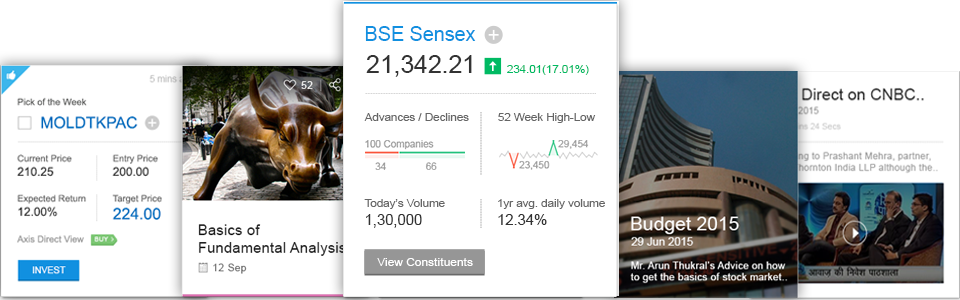 5 mins
Pick of the Week
MOLDTKPAC
Current Price
210.25
Entry Price
200.00
Expected Return
12.00%
Target Price
224.00
Axis Direct View
BUY
INVEST
52
Basics of
Fundamental Analysis
12 Sep
BSE Sensex
21,342.21
234.01(17.01%)
Advances / Declines
100 Companies
34
66
52 Week High-Low
29,454
23,450
Today's Volume
1,30,000
1yr avg. daily volume
12.34%
View Constituents
Budget 2015
29 Jun 2015
Mr. Arun Thukral's Advice on how
to get the basics of stock market..
Direct on CNBC..
2015
24 Secs
ing to Prashant Mehra, partner,
hornton India LLP although the..
आवाज़ की निवेश पाठशाला